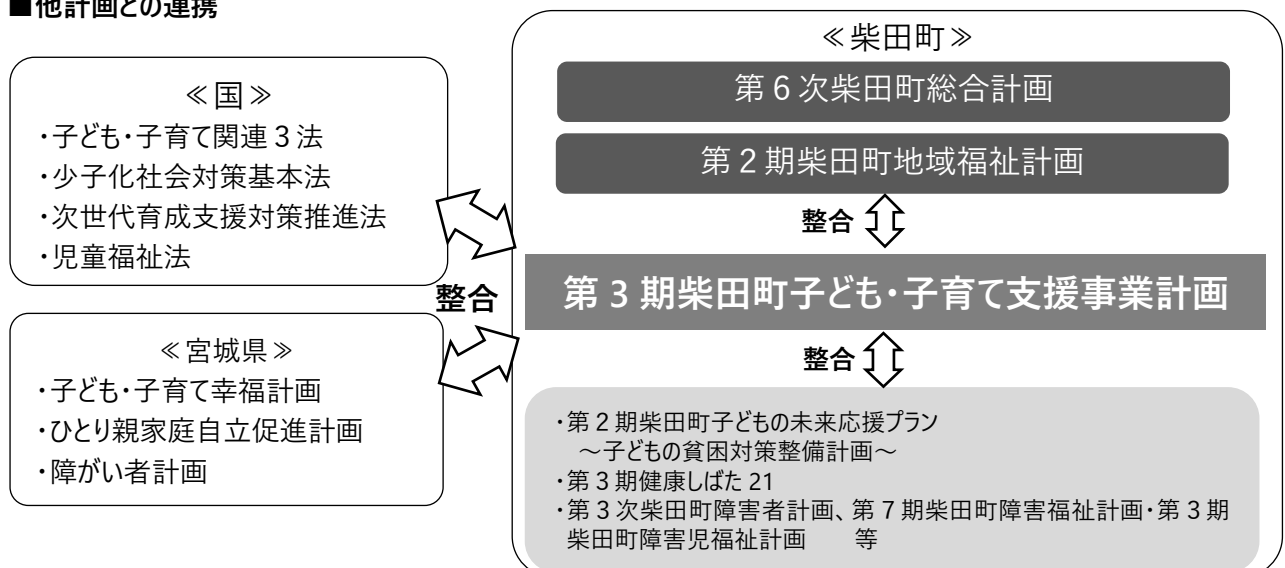 ■他計画との連携
≪国≫
・子ども・子育て関連３法
・少子化社会対策基本法
・次世代育成支援対策推進法
・児童福祉法
≪宮城県≫
・子ども・子育て幸福計画
・ひとり親家庭自立促進計画
・障がい者計画
整合
≪柴田町≫
第６次柴田町総合計画
第２期柴田町地域福祉計画
整合
第３期柴田町子ども・子育て支援事業計画
整合
・第２期柴田町子どもの未来応援プラン
～子どもの貧困対策整備計画～
・第３期健康しばた 21
・第３次柴田町障害者計画、第７期柴田町障害福祉計画・第３期
柴田町障害児福祉計画　　等